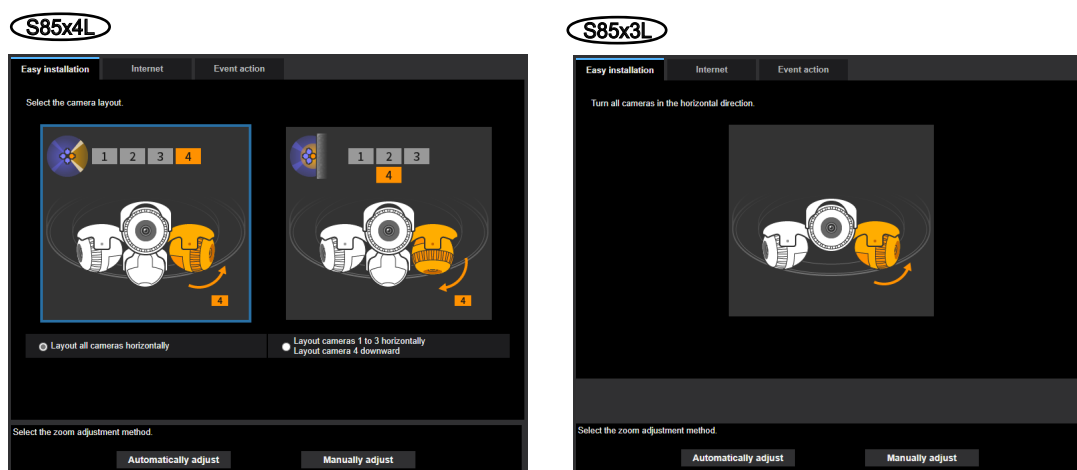 S85x4L
Easy installation Internet Event action
Select the camera layout.
1 2 3 4
4
1 2 3
4
4
Layout all cameras horizontally
Layout cameras 1 to 3 horizontally
Layout camera 4 downward
Select the zoom adjustment method.
Automatically adjust Manually adjust
S85x3L
Easy installation Internet Event action
Turn all cameras in the horizontal direction.
Select the zoom adjustment method.
Automatically adjust Manually adjust